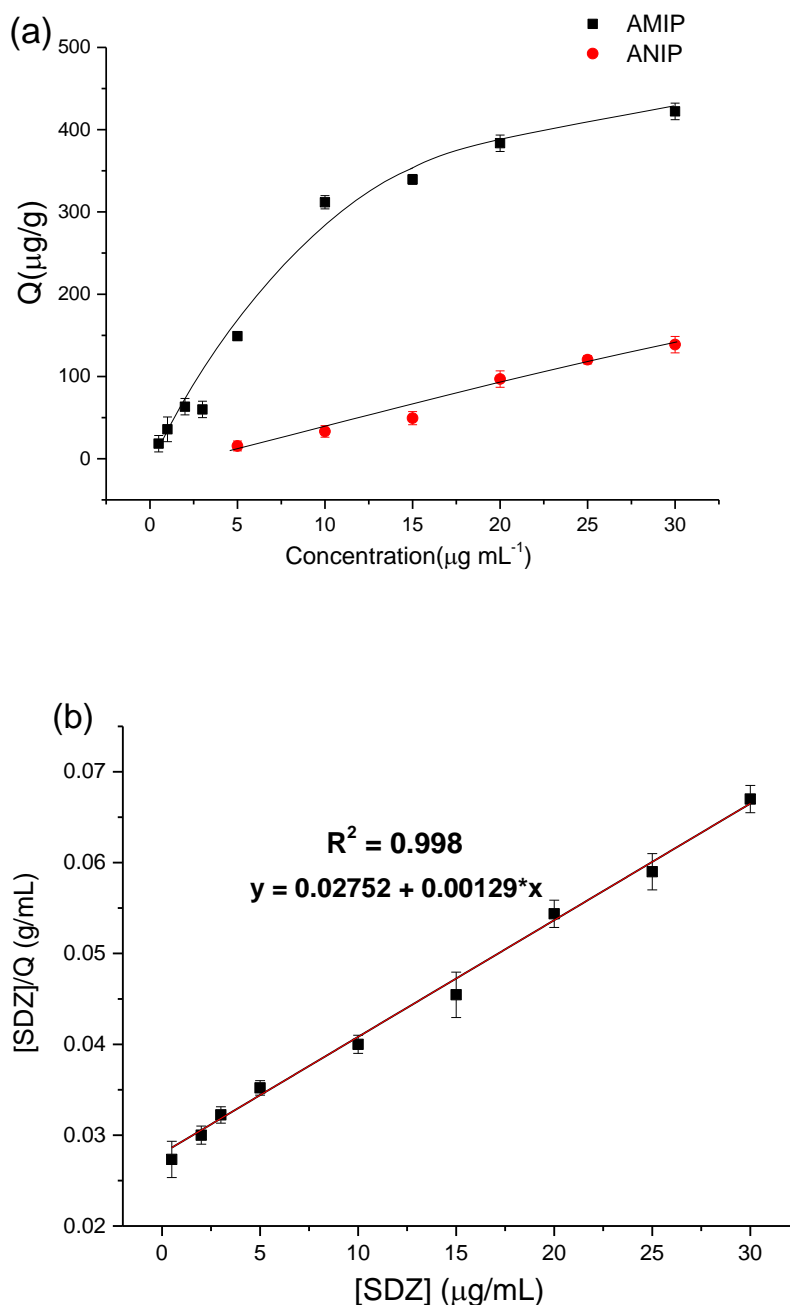 (a)
AMIP
ANIP
500
400
300
200
100
0
Q(μg/g)
0 5 10 15 20 25 30
Concentration(μg mL⁻¹)
(b)
0.07
0.06
0.05
0.04
0.03
0.02
[SDZ]/Q (g/mL)
R² = 0.998
y = 0.02752 + 0.00129*x
0 5 10 15 20 25 30
[SDZ] (μg/mL)